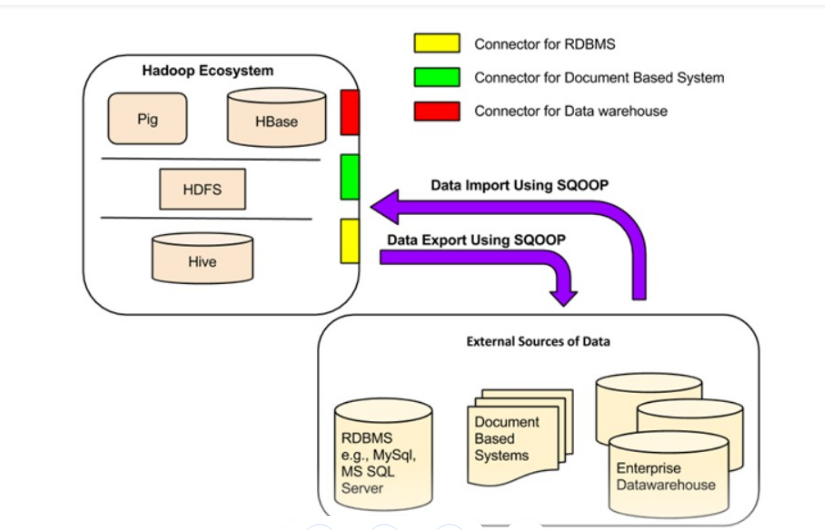 Connector for RDBMS
Connector for Document Based System
Connector for Data warehouse
Hadoop Ecosystem
Pig
HBase
HDFS
Hive
Data Import Using SQOOP
Data Export Using SQOOP
External Sources of Data
RDBMS
e.g., MySql,
MS SQL
Server
Document
Based
Systems
Enterprise
Datawarehouse